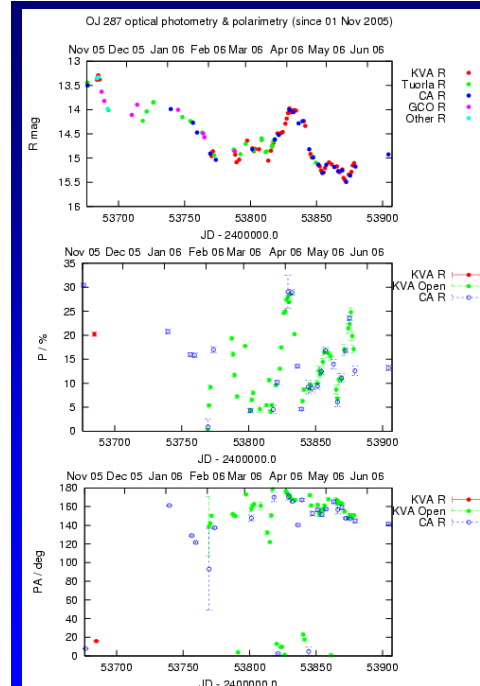 OJ 287 optical photometry & polarimetry (since 01 Nov 2005)
Nov 05 Dec 05 Jan 06 Feb 06 Mar 06 Apr 06 May 06 Jun 06
13
13.5
14
14.5
15
15.5
16
R mag
KVA R
Tuorla R
CA R
GCO R
Other R
53700 53750 53800 53850 53900
JD - 2400000.0
Nov 05 Dec 05 Jan 06 Feb 06 Mar 06 Apr 06 May 06 Jun 06
35
30
25
20
15
10
5
0
P / %
KVA R
KVA Open
CA R
53700 53750 53800 53850 53900
JD - 2400000.0
Nov 05 Dec 05 Jan 06 Feb 06 Mar 06 Apr 06 May 06 Jun 06
180
160
140
120
100
80
60
40
20
0
PA / deg
KVA R
KVA Open
CA R
53700 53750 53800 53850 53900
JD - 2400000.0